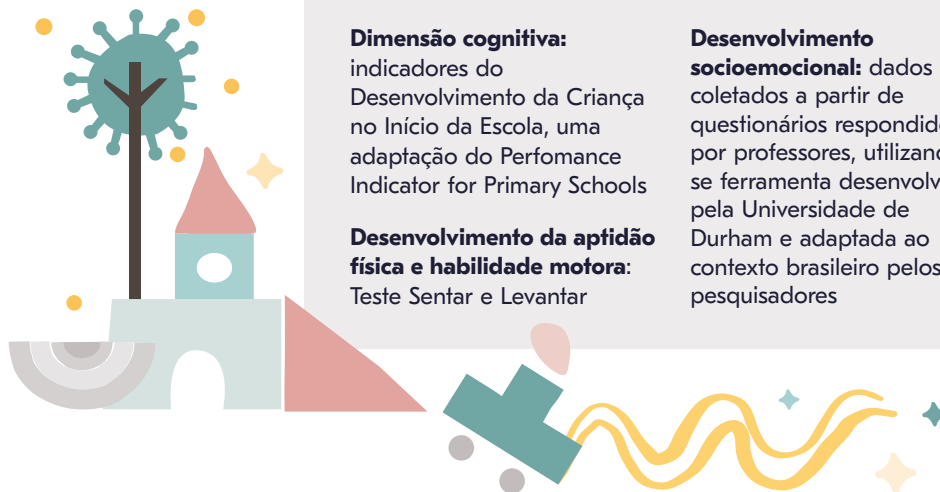 Dimensão cognitiva:
indicadores do
Desenvolvimento da Criança
no Início da Escola, uma
adaptação do Perfomance
Indicator for Primary Schools
Desenvolvimento da aptidão
física e habilidade motora:
Teste Sentar e Levantar
Desenvolvimento
socioemocional: dados
coletados a partir de
questionários
por professores,
se ferramenta
pela Universidade de
Durham e adaptada ao
contexto brasileiro pelos
pesquisadores